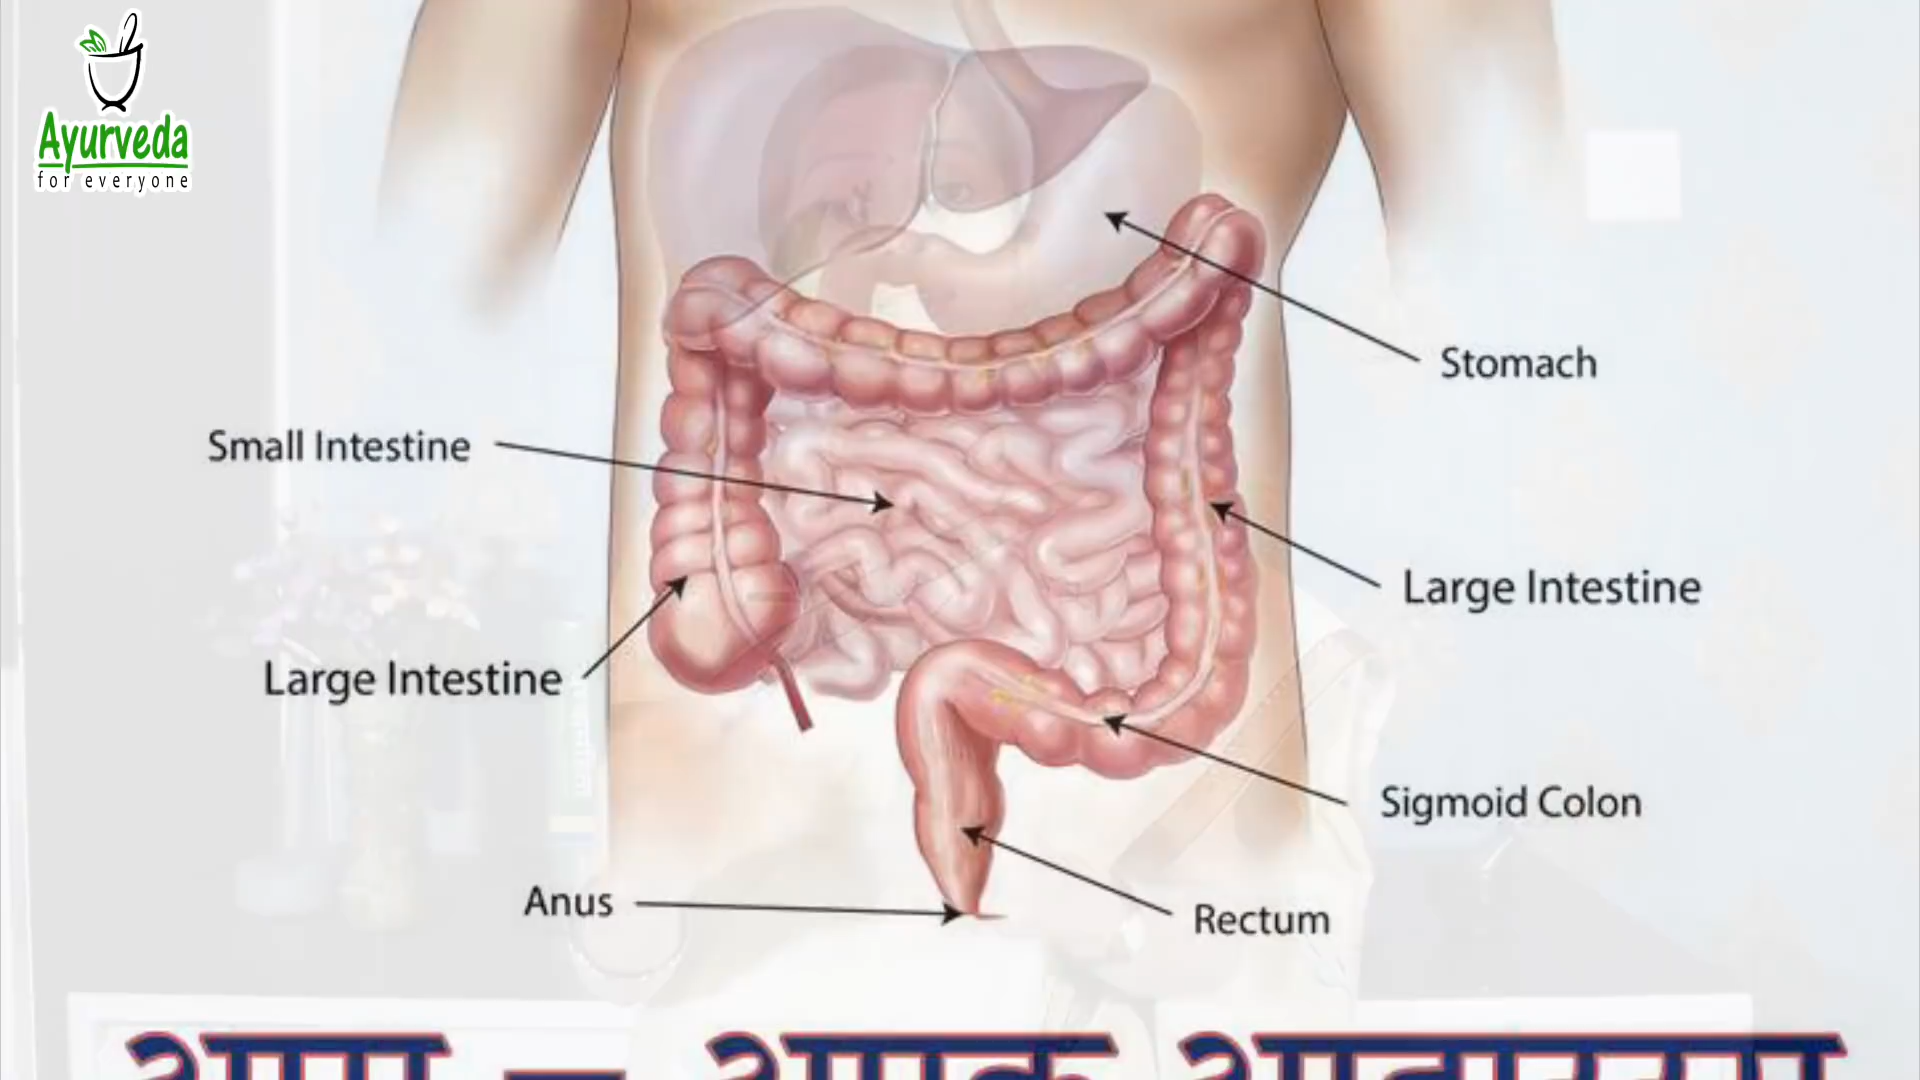 Ayurveda
for everyone
Stomach
Small Intestine
Large Intestine
Large Intestine
Sigmoid Colon
Anus
Rectum